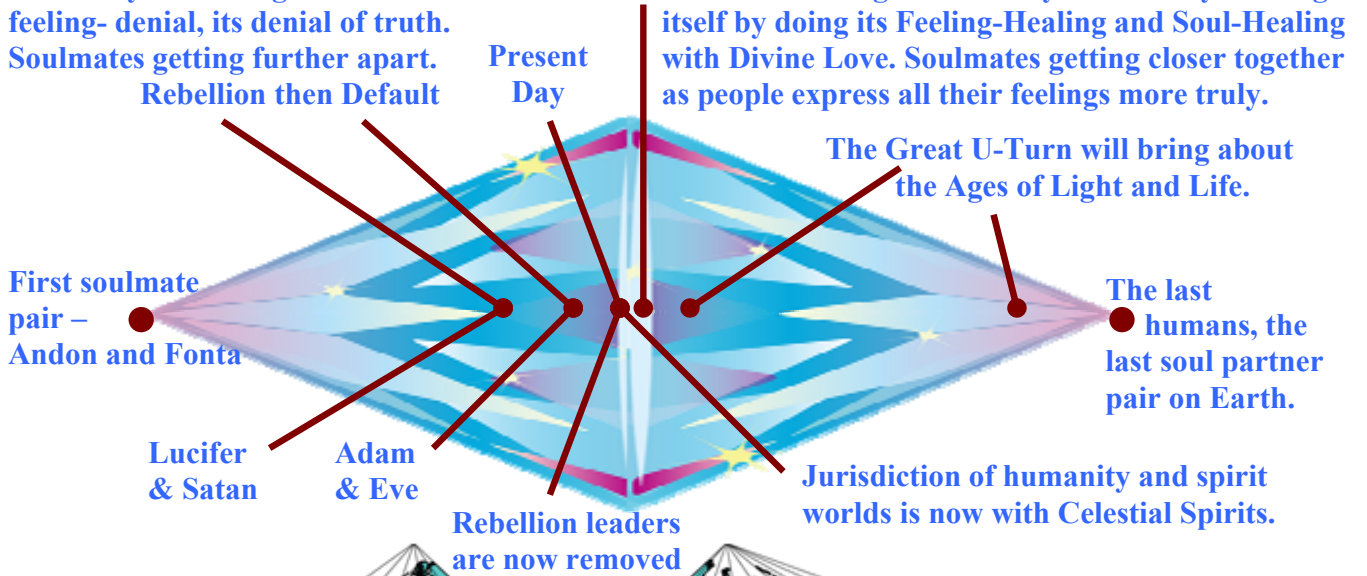 feeling- denial, its denial of truth.
Soulmates getting further apart.
Rebellion then Default
Present
Day
itself by doing its Feeling-Healing and Soul-Healing
with Divine Love. Soulmates getting closer together
as people express all their feelings more truly.
The Great U-Turn will bring about
the Ages of Light and Life.
First soulmate
pair –
Andon and Fonta
The last
humans, the
last soul partner
pair on Earth.
Lucifer
& Satan
Adam
& Eve
Rebellion leaders
are now removed
Jurisdiction of humanity and spirit
worlds is now with Celestial Spirits.